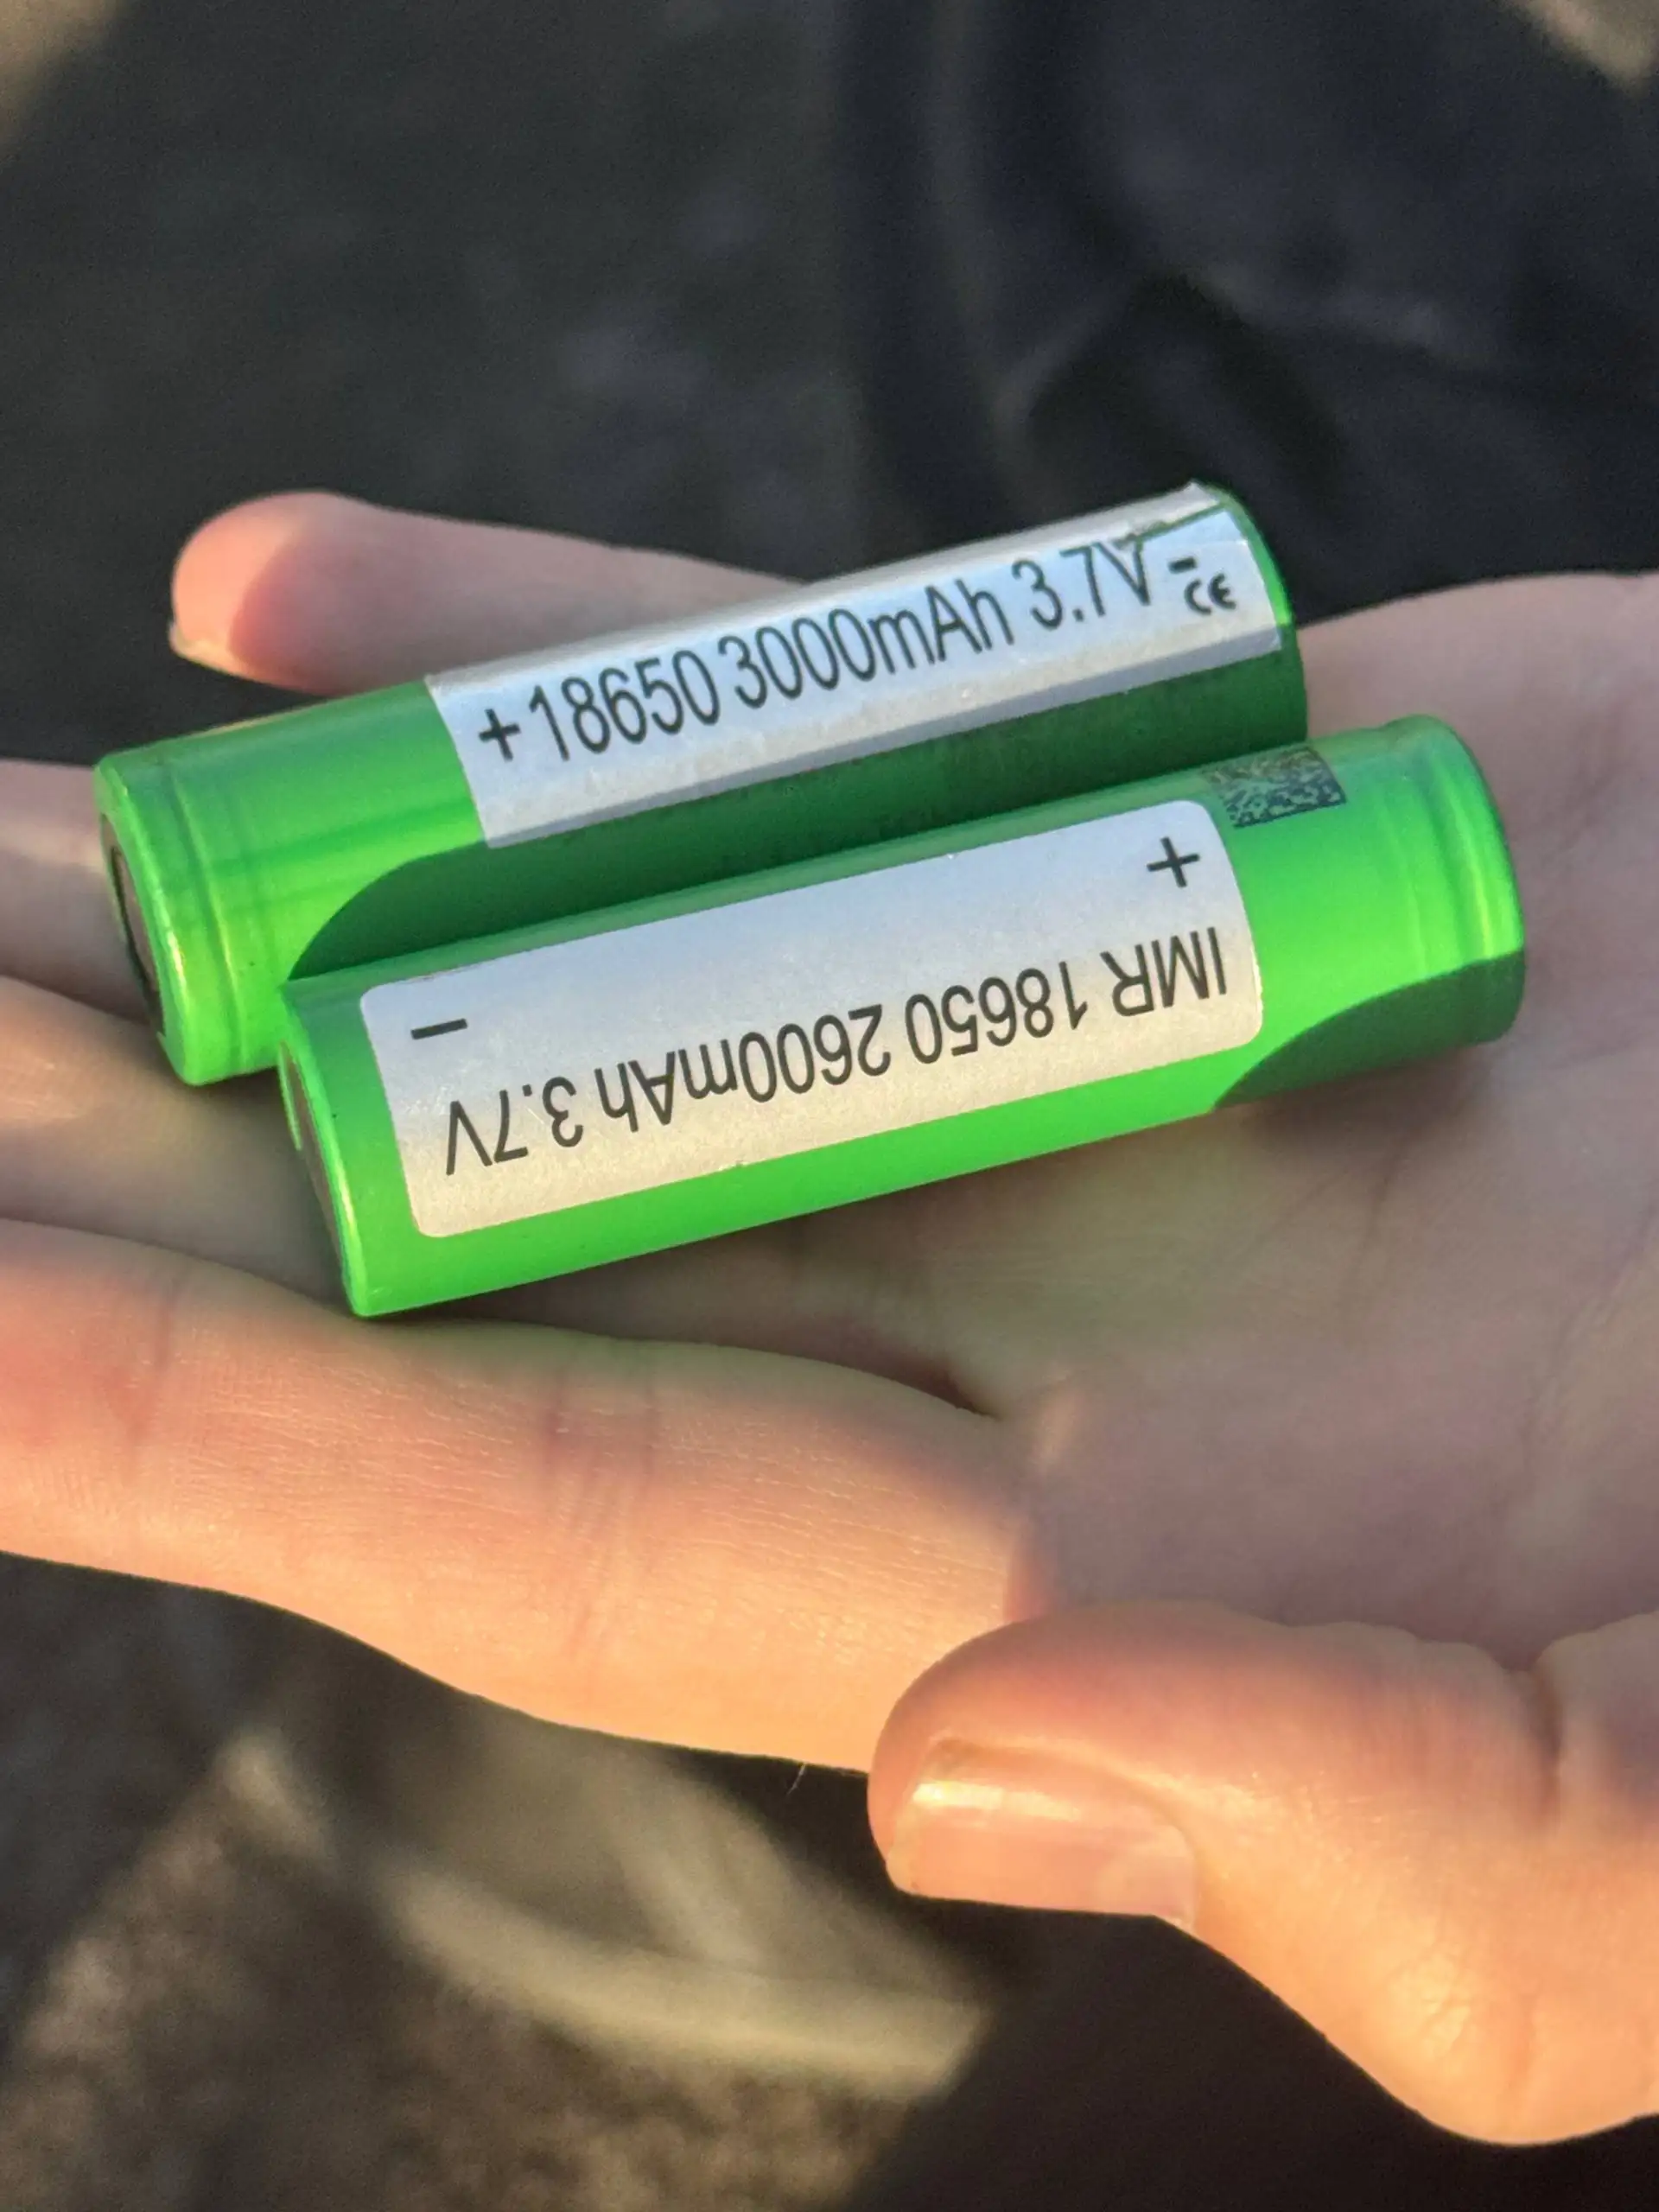 + 18650 3000mAh 3.7V -
CE
+ -
IMR 18650 2600mAh 3.7V